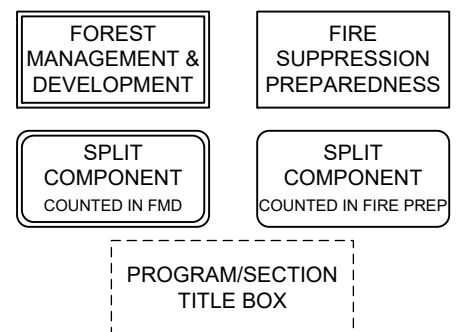 FOREST
MANAGEMENT &
DEVELOPMENT
FIRE
SUPPRESSION
PREPAREDNESS
SPLIT
COMPONENT
COUNTED IN FMD
SPLIT
COMPONENT
COUNTED IN FIRE PREP
PROGRAM/SECTION
TITLE BOX